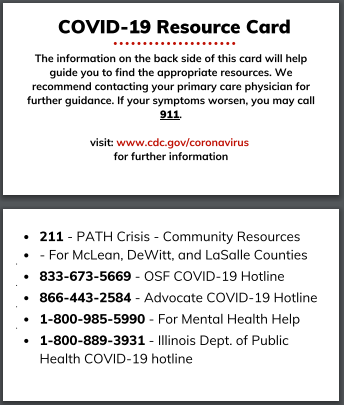 COVID-19 Resource Card
The information on the back side of this card will help
guide you to find the appropriate resources. We
recommend contacting your primary care physician for
further guidance. If your symptoms worsen, you may call
911.
visit: www.cdc.gov/coronavirus
for further information
• 211 - PATH Crisis - Community Resources
• - For McLean, DeWitt, and LaSalle Counties
• 833-673-5669 - OSF COVID-19 Hotline
• 866-443-2584 - Advocate COVID-19 Hotline
• 1-800-985-5990 - For Mental Health Help
• 1-800-889-3931 - Illinois Dept. of Public
Health COVID-19 hotline